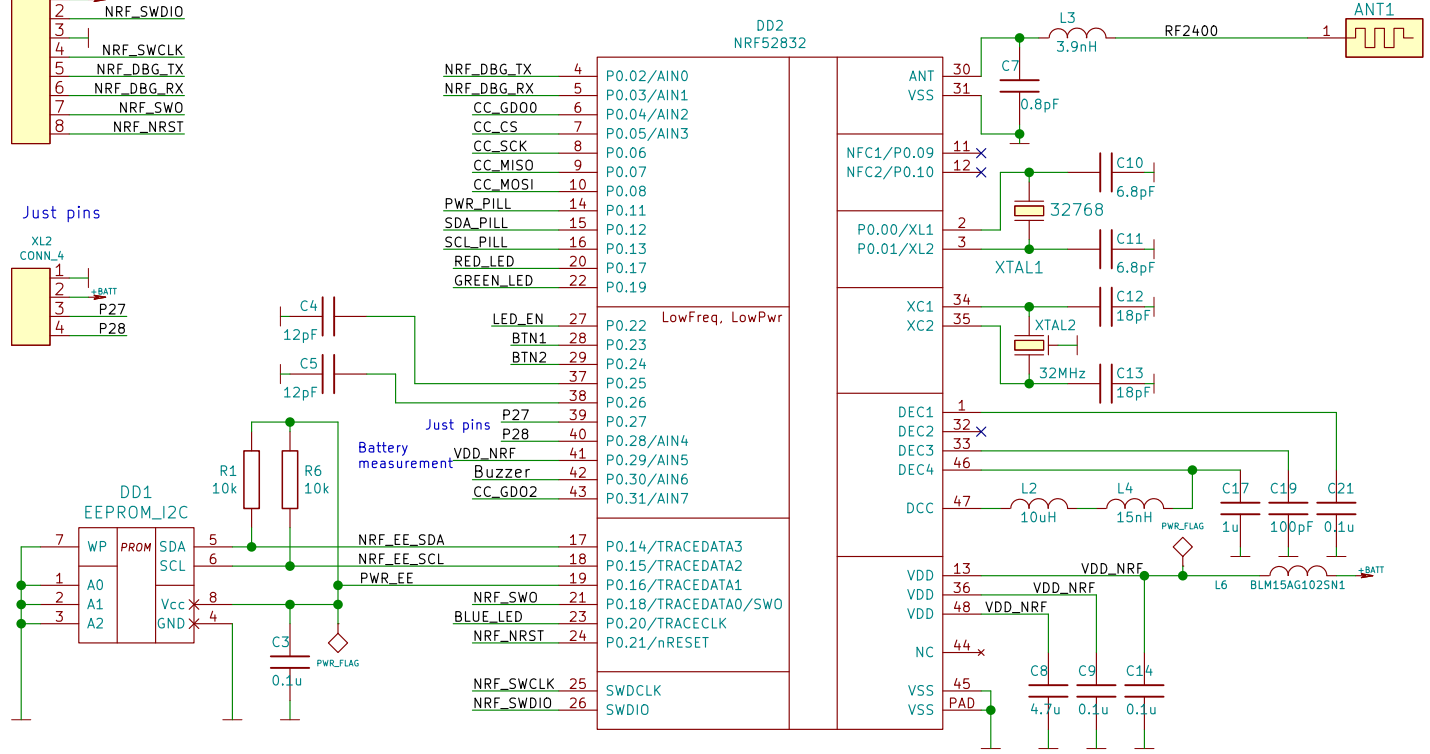 2 NRF_SWDIO
3
4 NRF_SWCLK
5 NRF_DBG_TX
6 NRF_DBG_RX
7 NRF_SWO
8 NRF_NRST
Just pins
XL2
CONN_4
1
2 +BATT
3 P27
4 P28
C4
12pF
C5
12pF
R1
10k
R6
10k
DD1
EEPROM_I2C
7 WP PROM SDA 5
SCL 6
1 A0
2 A1 Vcc 8
3 A2 GND 4
C3
0.1u
PWR_FLAG
NRF_EE_SDA
NRF_EE_SCL
PWR_EE
Just pins
Battery
measurement
DD2
NRF52832
NRF_DBG_TX 4 P0.02/AIN0
NRF_DBG_RX 5 P0.03/AIN1
CC_GDO0 6 P0.04/AIN2
CC_CS 7 P0.05/AIN3
CC_SCK 8 P0.06
CC_MISO 9 P0.07
CC_MOSI 10 P0.08
PWR_PILL 14 P0.11
SDA_PILL 15 P0.12
SCL_PILL 16 P0.13
RED_LED 20 P0.17
GREEN_LED 22 P0.19
LowFreq, LowPwr
LED_EN 27 P0.22
BTN1 28 P0.23
BTN2 29 P0.24
37 P0.25
38 P0.26
P27 39 P0.27
P28 40 P0.28/AIN4
VDD_NRF 41 P0.29/AIN5
Buzzer 42 P0.30/AIN6
CC_GDO2 43 P0.31/AIN7
17 P0.14/TRACEDATA3
18 P0.15/TRACEDATA2
19 P0.16/TRACEDATA1
NRF_SWO 21 P0.18/TRACEDATA0/SWO
BLUE_LED 23 P0.20/TRACECLK
NRF_NRST 24 P0.21/nRESET
NRF_SWCLK 25 SWDCLK
NRF_SWDIO 26 SWDIO
ANT 30
VSS 31
NFC1/P0.09 11
NFC2/P0.10 12
P0.00/XL1 2
P0.01/XL2 3
XC1 34
XC2 35
DEC1 1
DEC2 32
DEC3 33
DEC4 46
DCC 47
VDD 13 VDD_NRF
VDD 36 VDD_NRF
VDD 48 VDD_NRF
NC 44
VSS 45
VSS PAD
L3
3.9nH
RF2400
1
ANT1
C7
0.8pF
C10
6.8pF
32768
C11
6.8pF
XTAL1
C12
18pF
XTAL2
32MHz
C13
18pF
L2
10uH
L4
15nH
PWR_FLAG
C17
1u
C19
100pF
C21
0.1u
L6
BLM15AG102SN1
+BATT
C8
4.7u
C9
0.1u
C14
0.1u